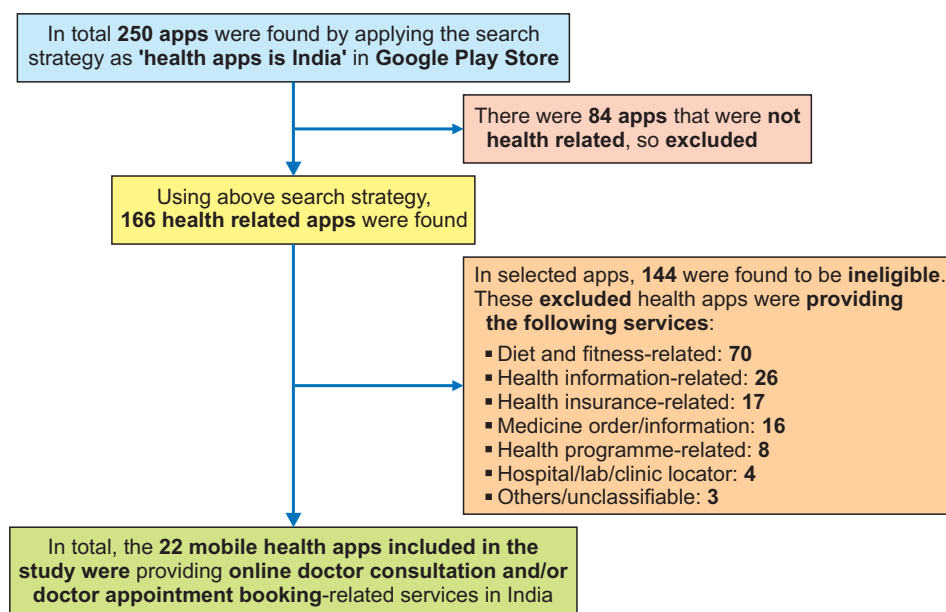 In total 250 apps were found by applying the search
strategy as 'health apps is India' in Google Play Store
There were 84 apps that were not
health related, so excluded
Using above search strategy,
166 health related apps were found
In selected apps, 144 were found to be ineligible.
These excluded health apps were providing
the following services:
▪ Diet and fitness-related: 70
▪ Health information-related: 26
▪ Health insurance-related: 17
▪ Medicine order/information: 16
▪ Health programme-related: 8
▪ Hospital/lab/clinic locator: 4
▪ Others/unclassifiable: 3
In total, the 22 mobile health apps included in the
study were providing online doctor consultation and/or
doctor appointment booking-related services in India